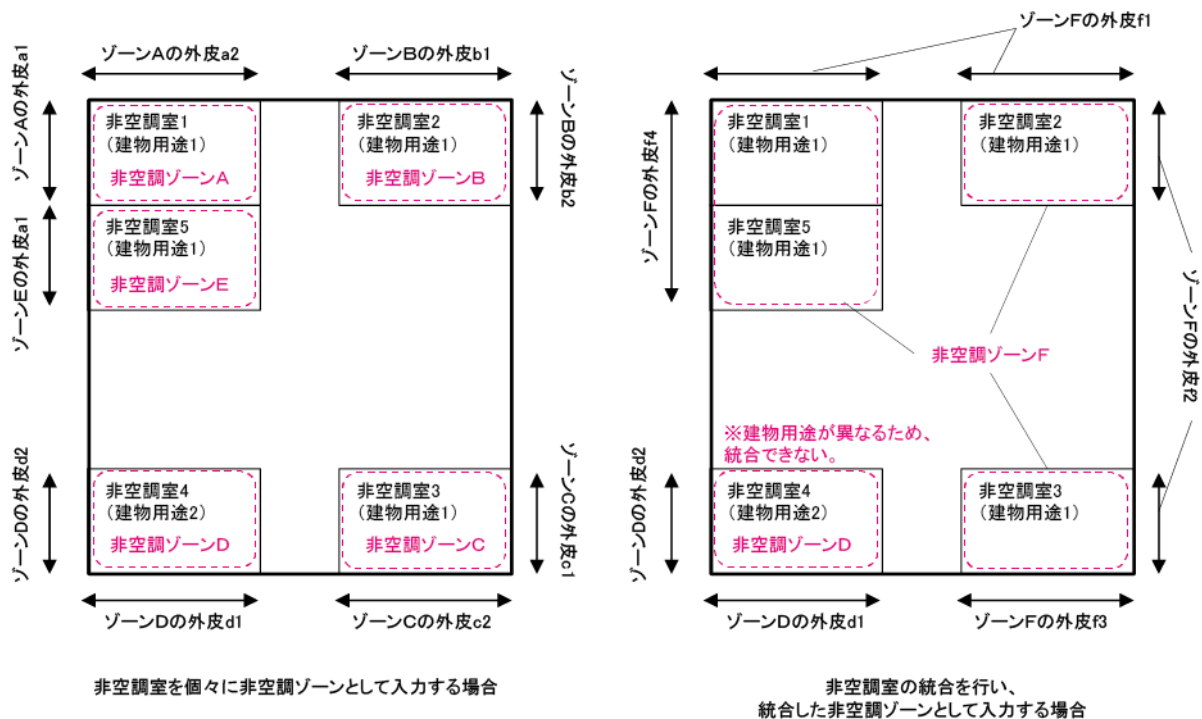 ゾーンAの外皮a2
ゾーンBの外皮b1
ゾーンAの外皮a1
ゾーンBの外皮b2
非空調室1
(建物用途1)
非空調ゾーンA
非空調室2
(建物用途1)
非空調ゾーンB
ゾーンEの外皮a1
非空調室5
(建物用途1)
非空調ゾーンE
ゾーンDの外皮d2
非空調室4
(建物用途2)
非空調ゾーンD
非空調室3
(建物用途1)
非空調ゾーンC
ゾーンCの外皮c1
ゾーンDの外皮d1
ゾーンCの外皮c2
非空調室を個々に非空調ゾーンとして入力する場合
ゾーンFの外皮f1
非空調室1
(建物用途1)
非空調室2
(建物用途1)
ゾーンFの外皮f4
非空調室5
(建物用途1)
ゾーンFの外皮f2
非空調ゾーンF
※建物用途が異なるため、
統合できない。
ゾーンDの外皮d2
非空調室4
(建物用途2)
非空調ゾーンD
非空調室3
(建物用途1)
ゾーンDの外皮d1
ゾーンFの外皮f3
非空調室の統合を行い、
統合した非空調ゾーンとして入力する場合